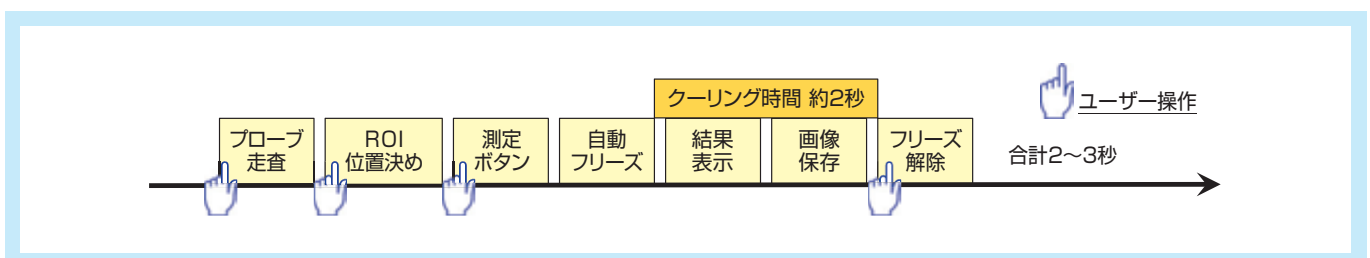 クーリング時間 約2秒
ユーザー操作
プローブ
走査
ROI
位置決め
測定
ボタン
自動
フリーズ
結果
表示
画像
保存
フリーズ
解除
合計2～3秒